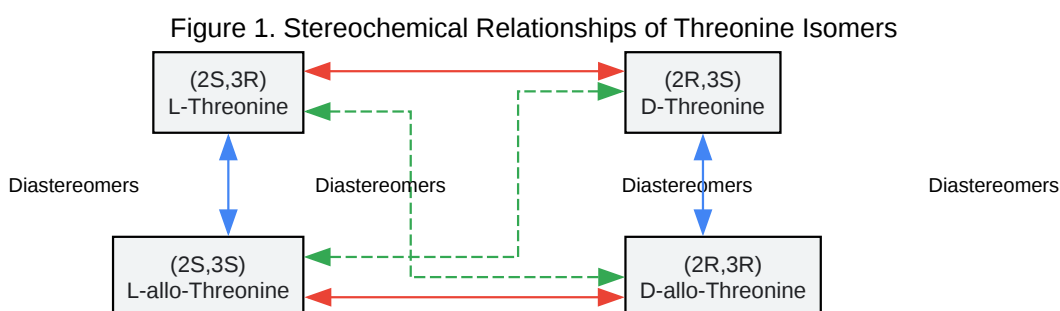 Figure 1. Stereochemical Relationships of Threonine Isomers
(2S,3R)
L-Threonine
(2R,3S)
D-Threonine
Diastereomers
Diastereomers
Diastereomers
Diastereomers
(2S,3S)
L-allo-Threonine
(2R,3R)
D-allo-Threonine